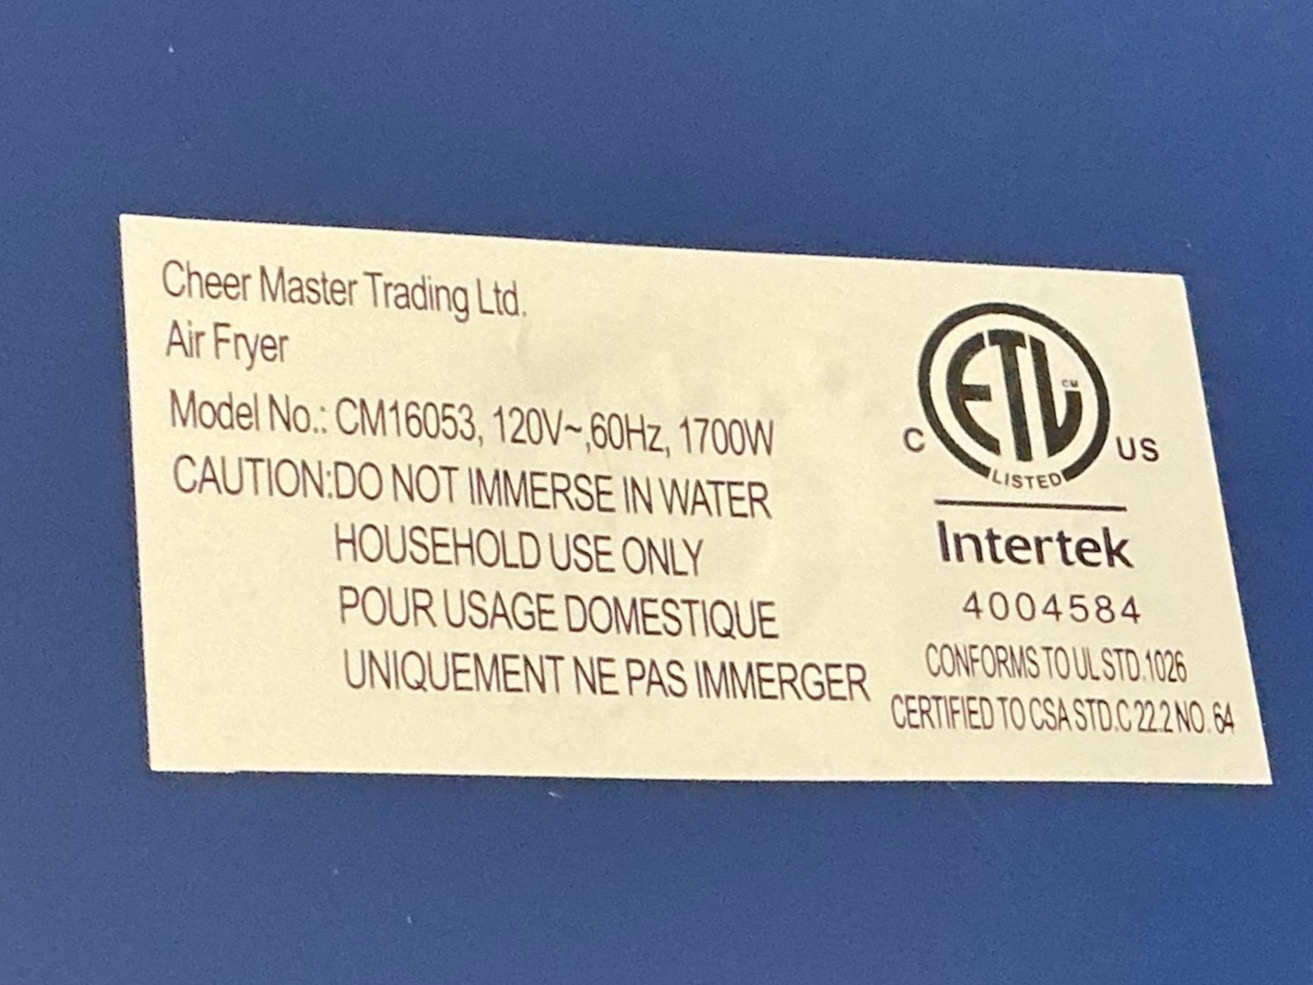 Cheer Master Trading Ltd.
Air Fryer
Model No.: CM16053, 120V~,60Hz, 1700W
CAUTION:DO NOT IMMERSE IN WATER
HOUSEHOLD USE ONLY
POUR USAGE DOMESTIQUE
UNIQUEMENT NE PAS IMMERGER
ETL CM
C US
LISTED
Intertek
4004584
CONFORMS TO UL STD.1026
CERTIFIED TO CSA STD.C 22.2 NO. 64